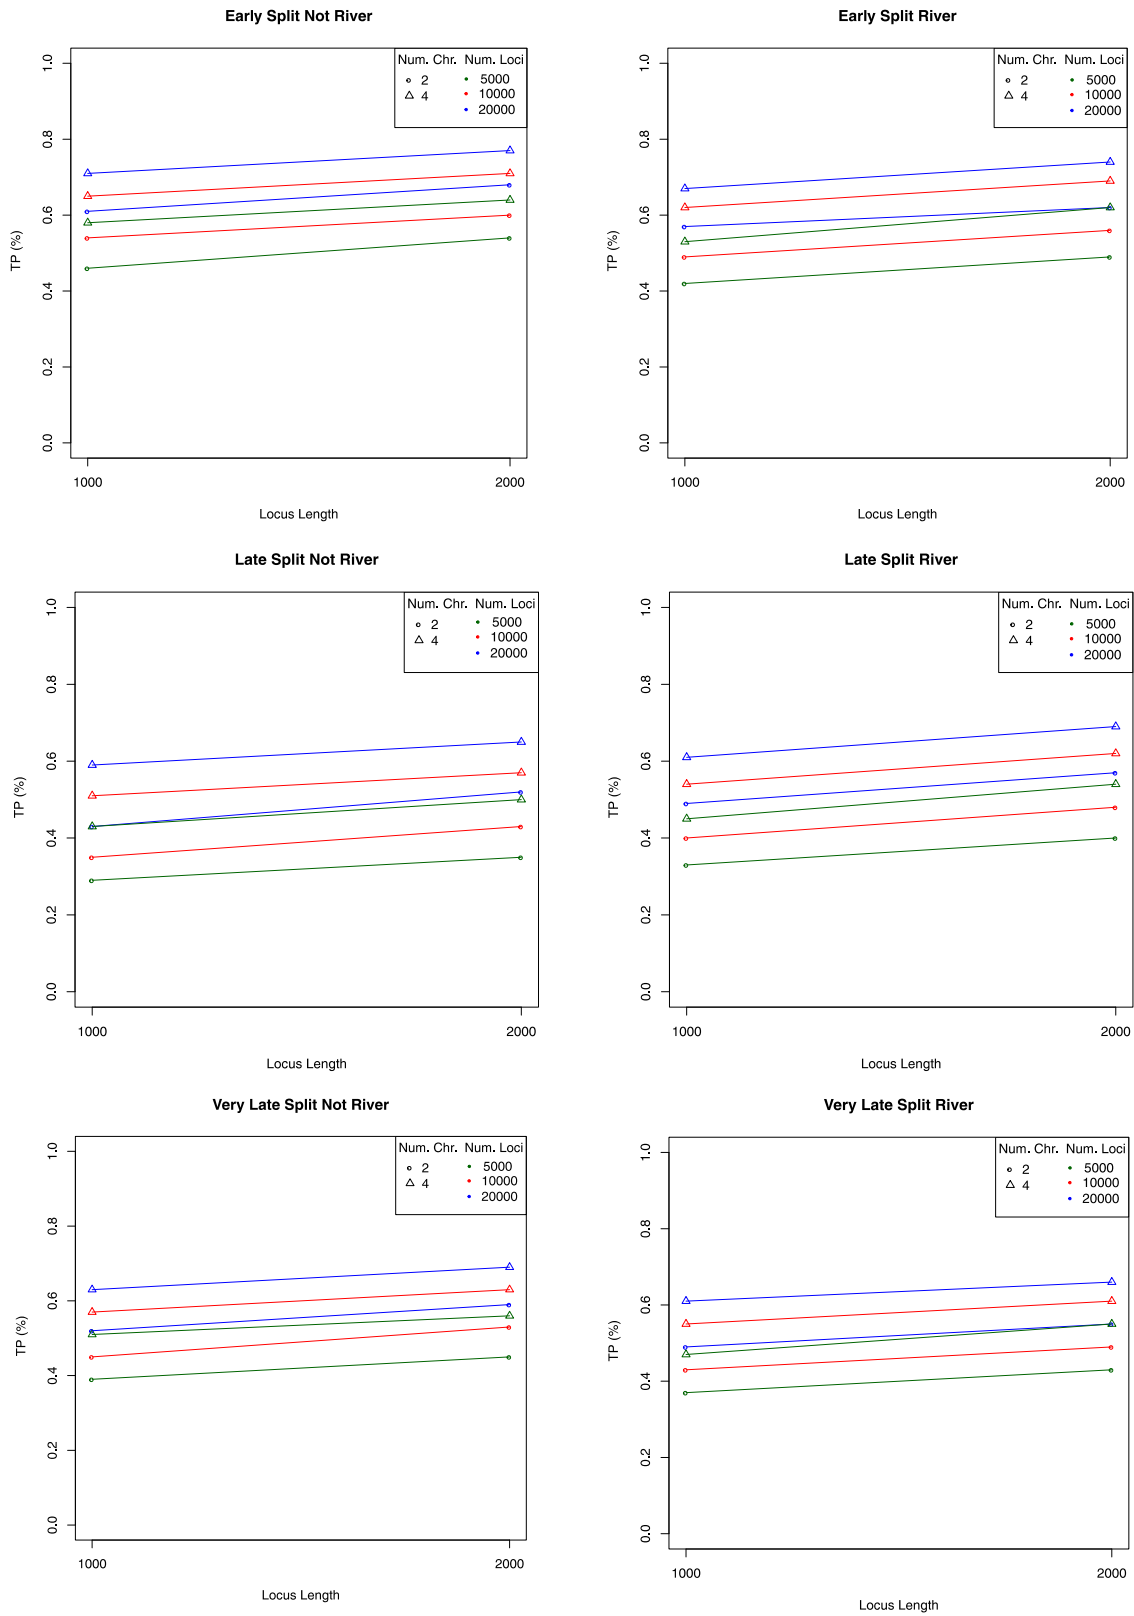 Early Split Not River
Num. Chr. Num. Loci
2 5000
4 10000
20000
TP (%)
1.0
0.8
0.6
0.4
0.2
0.0
1000 2000
Locus Length
Early Split River
Num. Chr. Num. Loci
2 5000
4 10000
20000
TP (%)
1.0
0.8
0.6
0.4
0.2
0.0
1000 2000
Locus Length
Late Split Not River
Num. Chr. Num. Loci
2 5000
4 10000
20000
TP (%)
1.0
0.8
0.6
0.4
0.2
0.0
1000 2000
Locus Length
Late Split River
Num. Chr. Num. Loci
2 5000
4 10000
20000
TP (%)
1.0
0.8
0.6
0.4
0.2
0.0
1000 2000
Locus Length
Very Late Split Not River
Num. Chr. Num. Loci
2 5000
4 10000
20000
TP (%)
1.0
0.8
0.6
0.4
0.2
0.0
1000 2000
Locus Length
Very Late Split River
Num. Chr. Num. Loci
2 5000
4 10000
20000
TP (%)
1.0
0.8
0.6
0.4
0.2
0.0
1000 2000
Locus Length